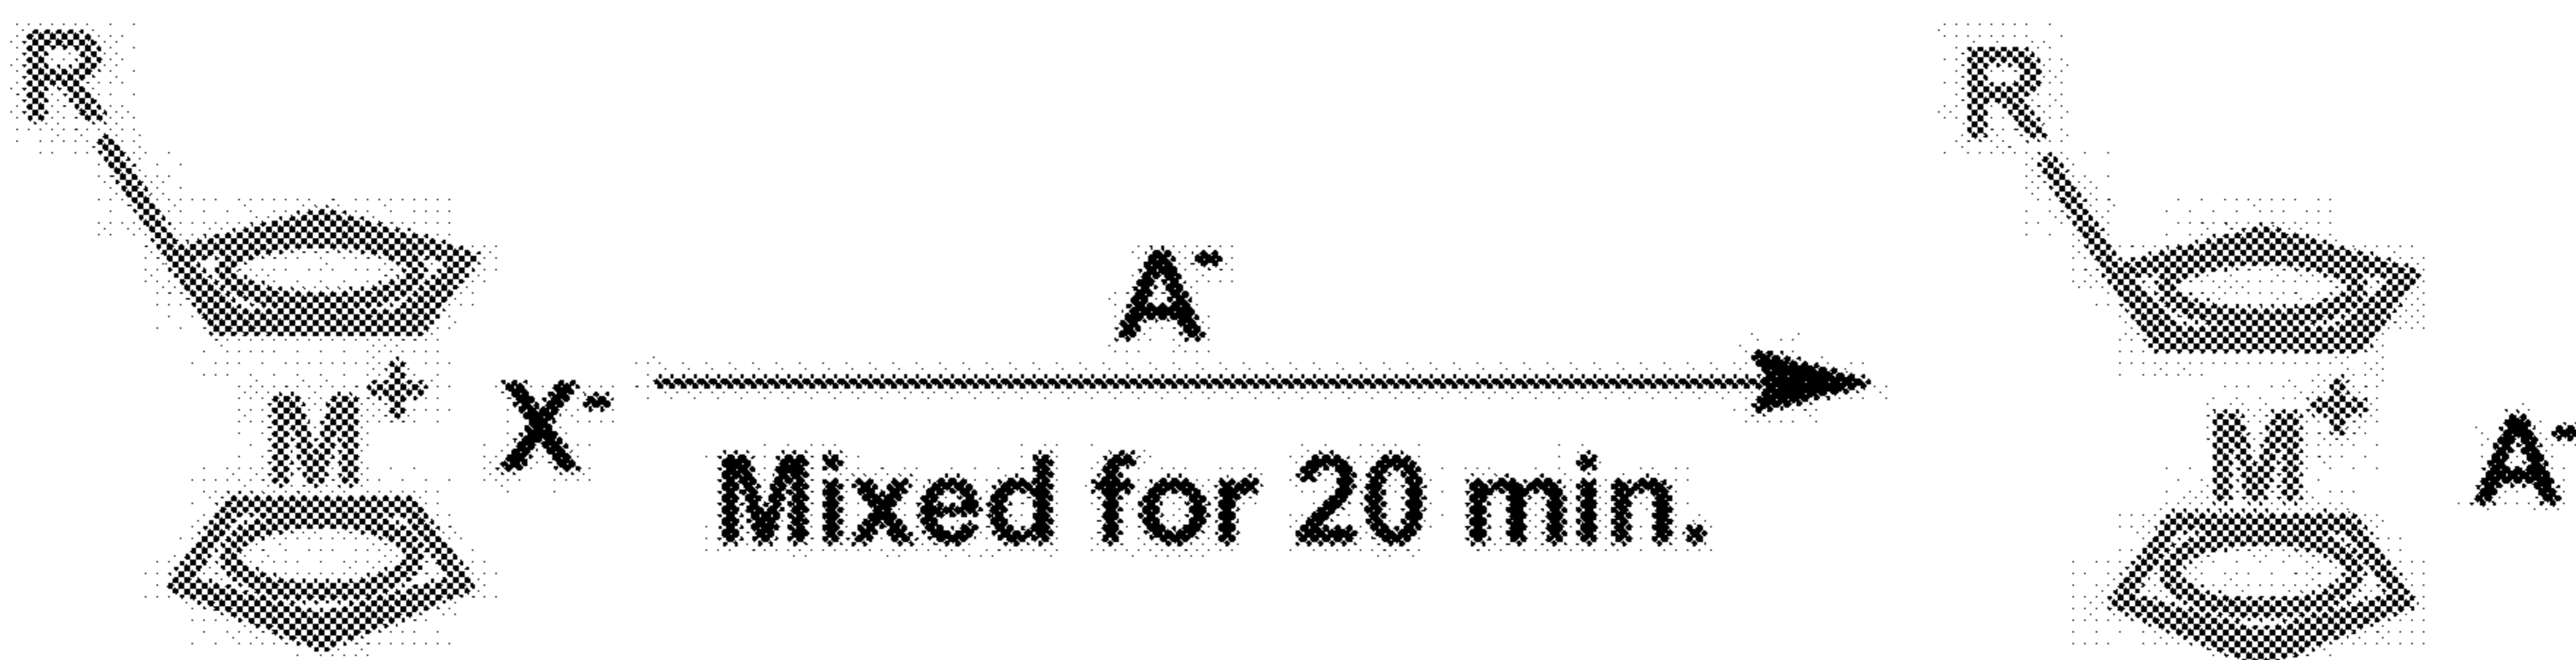 R
R
A⁻
M⁺ X⁻
Mixed for 20 min.
M⁺ A⁻